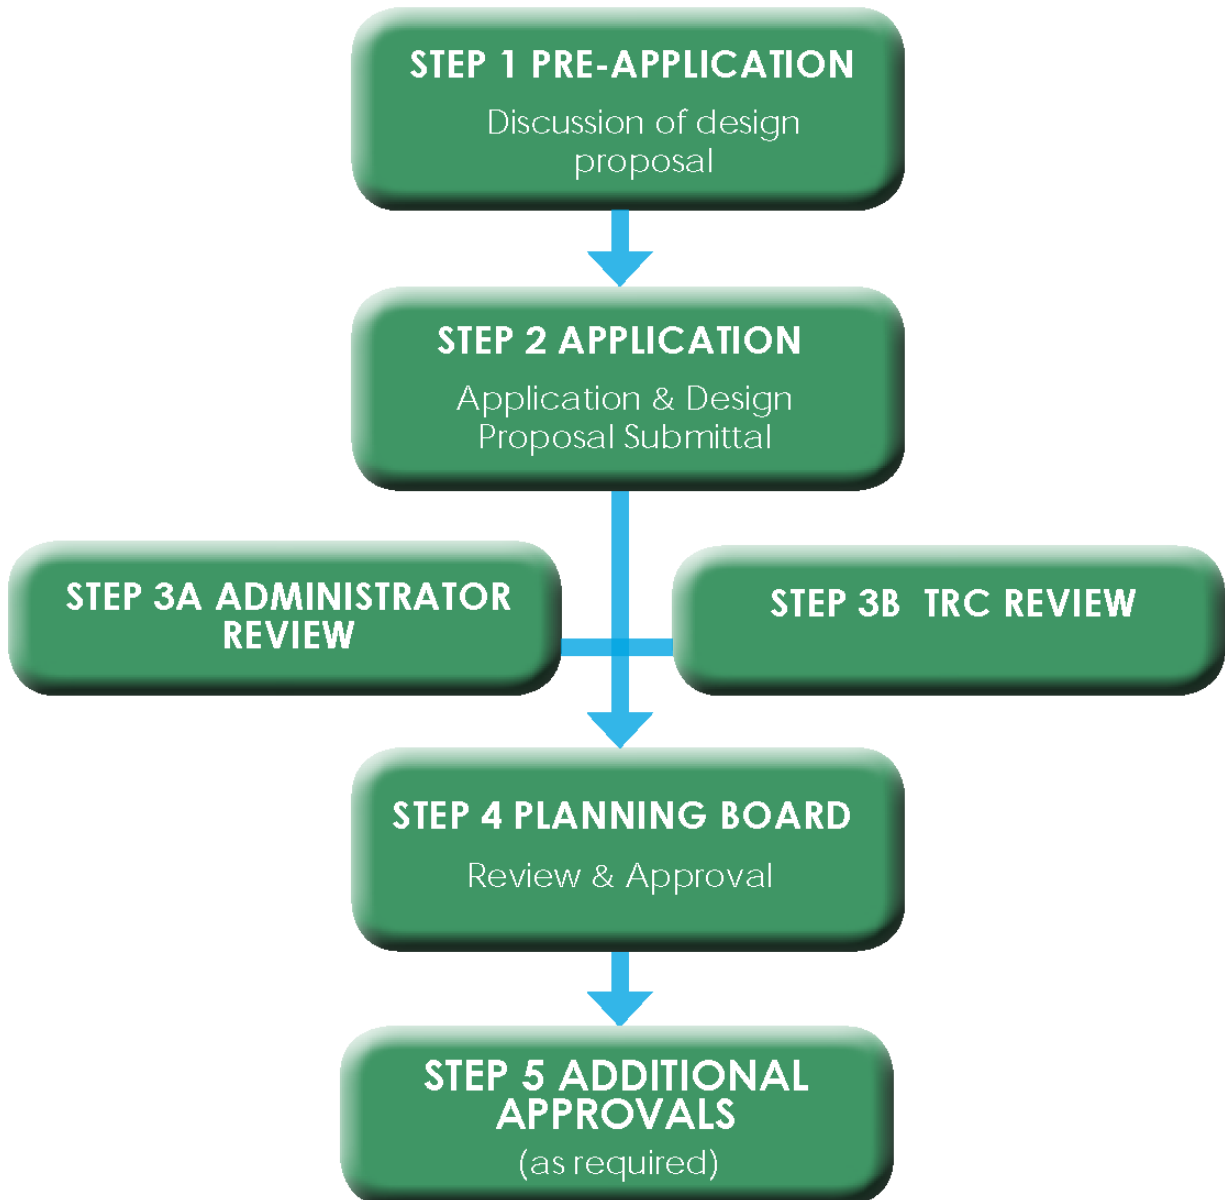 STEP 1 PRE-APPLICATION
Discussion of design
proposal
STEP 2 APPLICATION
Application & Design
Proposal Submittal
STEP 3A ADMINISTRATOR
REVIEW
STEP 3B TRC REVIEW
STEP 4 PLANNING BOARD
Review & Approval
STEP 5 ADDITIONAL
APPROVALS
(as required)